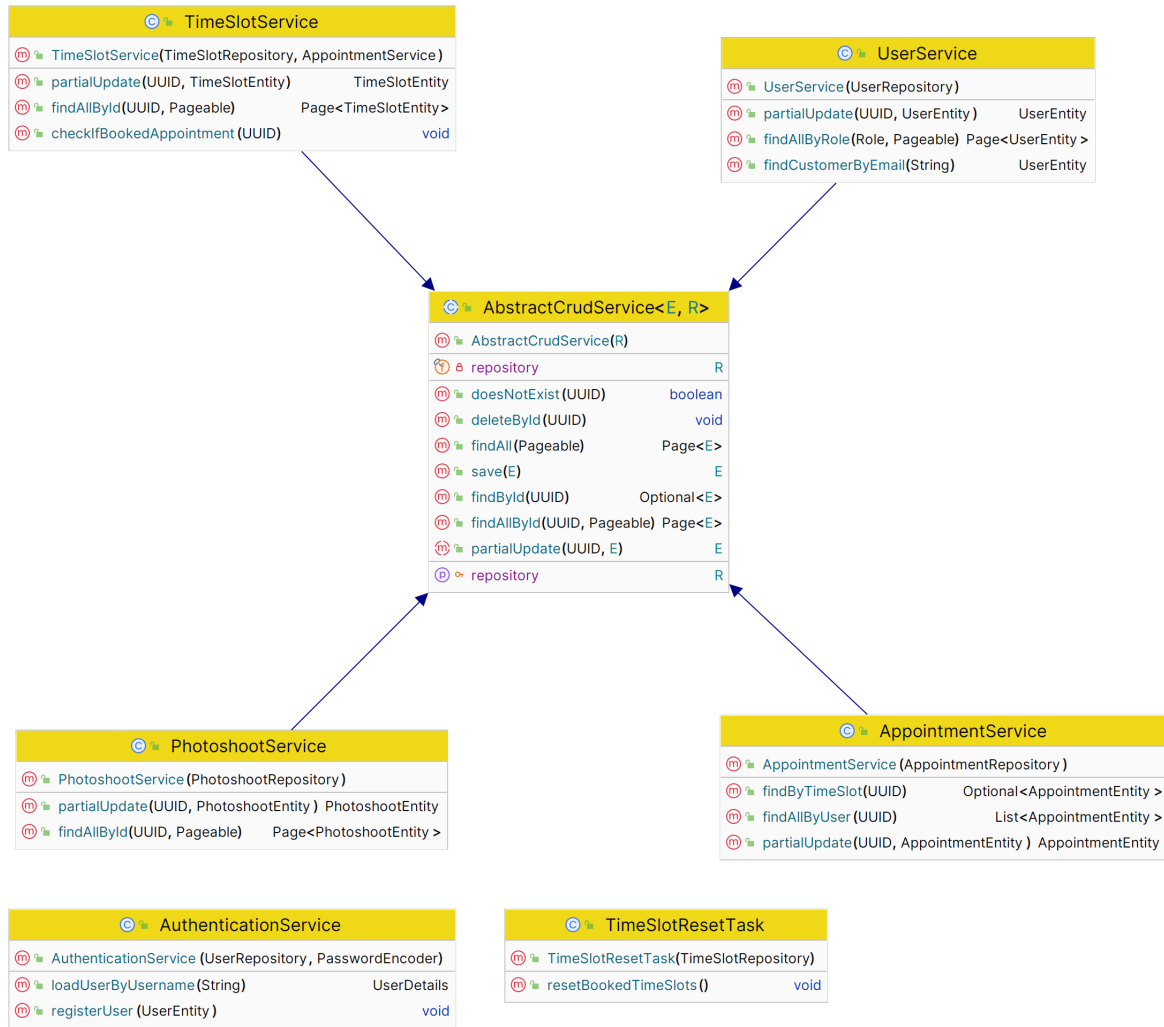 TimeSlotService
TimeSlotService(TimeSlotRepository, AppointmentService)
partialUpdate(UUID, TimeSlotEntity) TimeSlotEntity
findAllById(UUID, Pageable) Page<TimeSlotEntity>
checkIfBookedAppointment(UUID) void
UserService
UserService(UserRepository)
partialUpdate(UUID, UserEntity) UserEntity
findAllByRole(Role, Pageable) Page<UserEntity>
findCustomerByEmail(String) UserEntity
AbstractCrudService<E, R>
AbstractCrudService(R)
repository R
doesNotExist(UUID) boolean
deleteById(UUID) void
findAll(Pageable) Page<E>
save(E) E
findById(UUID) Optional<E>
findAllById(UUID, Pageable) Page<E>
partialUpdate(UUID, E) E
repository R
PhotoshootService
PhotoshootService(PhotoshootRepository)
partialUpdate(UUID, PhotoshootEntity) PhotoshootEntity
findAllById(UUID, Pageable) Page<PhotoshootEntity>
AppointmentService
AppointmentService(AppointmentRepository)
findByTimeSlot(UUID) Optional<AppointmentEntity>
findAllByUser(UUID) List<AppointmentEntity>
partialUpdate(UUID, AppointmentEntity) AppointmentEntity
AuthenticationService
AuthenticationService(UserRepository, PasswordEncoder)
loadUserByUsername(String) UserDetails
registerUser(UserEntity) void
TimeSlotResetTask
TimeSlotResetTask(TimeSlotRepository)
resetBookedTimeSlots() void